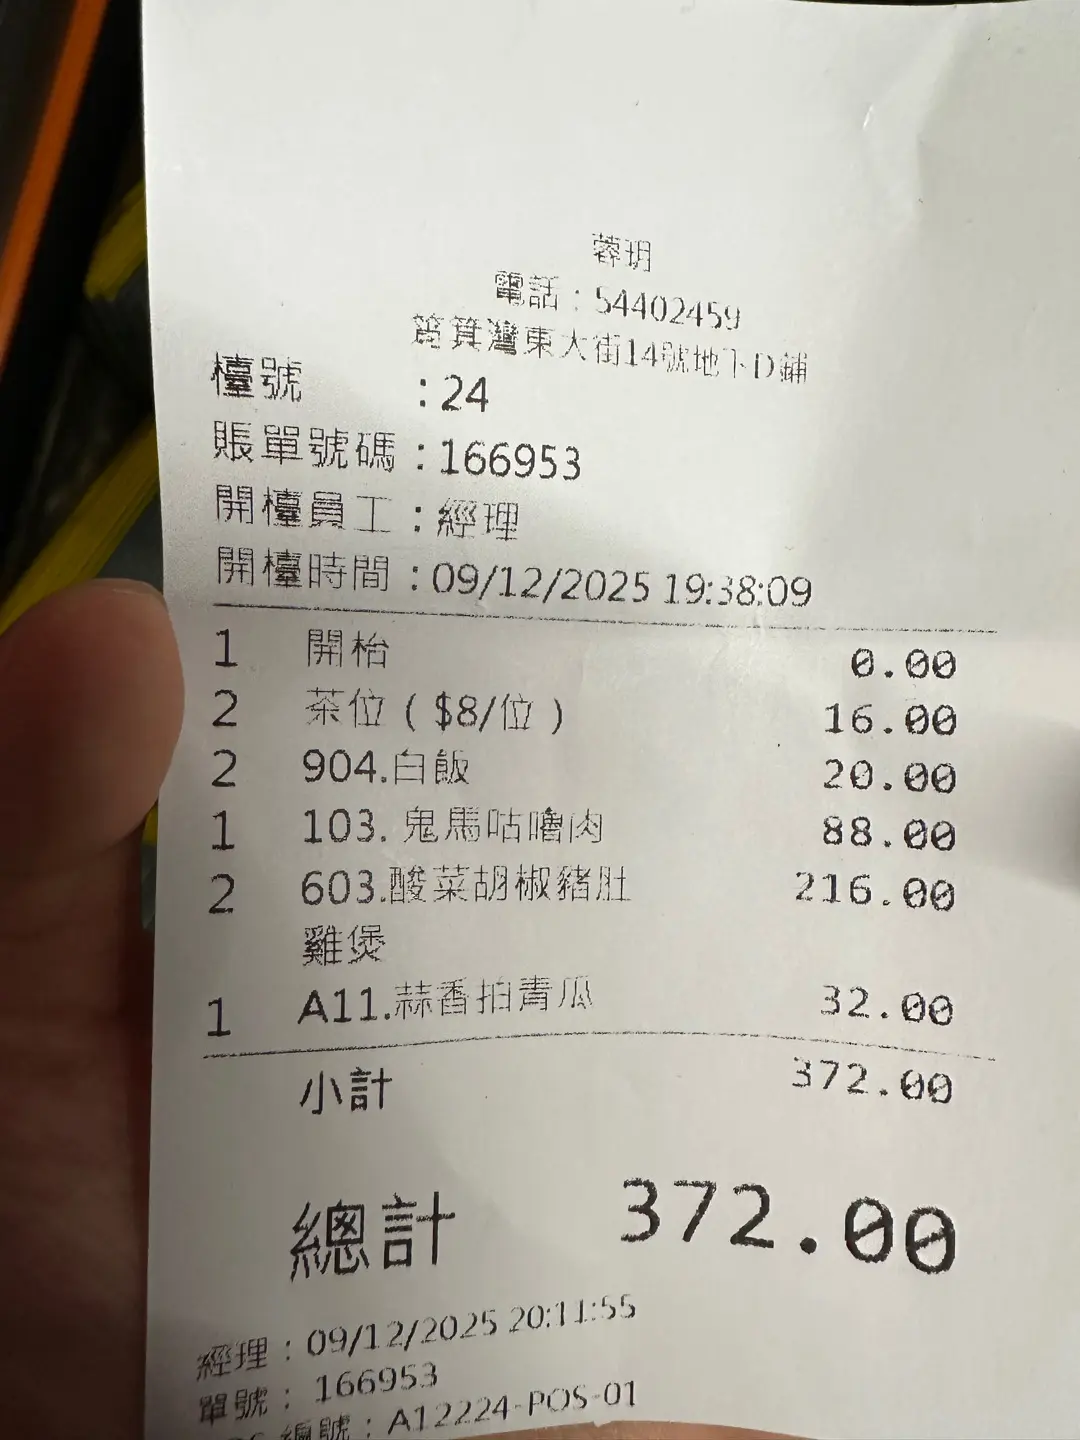 蓉玥
電話：54402459
筲箕灣東大街14號地下D鋪
檯號 :24
賬單號碼 :166953
開檯員工 :經理
開檯時間 :09/12/2025 19:38:09
1 開枱 0.00
2 茶位 ( $8/位 ) 16.00
2 904.白飯 20.00
1 103. 鬼馬咕嚕肉 88.00
2 603.酸菜胡椒豬肚 216.00
雞煲
1 A11.蒜香拍青瓜 32.00
小計 372.00
總計 372.00
經理 : 09/12/2025 20:11:55
單號 : 166953
編號 : A12224-POS-01